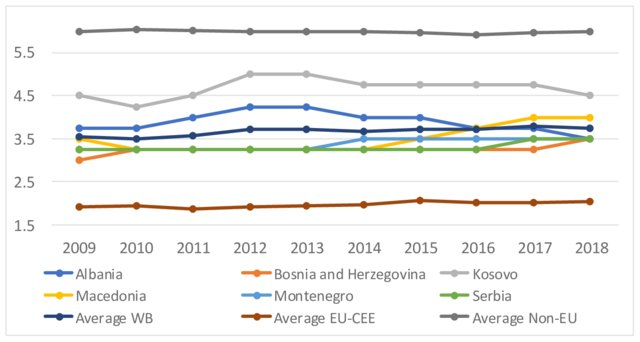 5.5
4.5
3.5
2.5
1.5
2009 2010 2011 2012 2013 2014 2015 2016 2017 2018
Albania Bosnia and Herzegovina Kosovo
Macedonia Montenegro Serbia
Average WB Average EU-CEE Average Non-EU